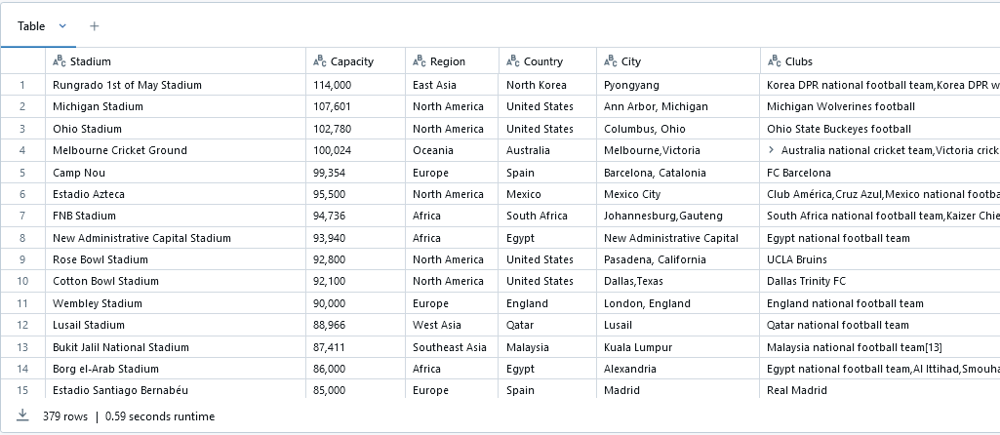 Table
Stadium Capacity Region Country City Clubs
1 Rungrado 1st of May Stadium 114,000 East Asia North Korea Pyongyang Korea DPR national football team,Korea DPR w
2 Michigan Stadium 107,601 North America United States Ann Arbor, Michigan Michigan Wolverines football
3 Ohio Stadium 102,780 North America United States Columbus, Ohio Ohio State Buckeyes football
4 Melbourne Cricket Ground 100,024 Oceania Australia Melbourne,Victoria Australia national cricket team,Victoria crick
5 Camp Nou 99,354 Europe Spain Barcelona, Catalonia FC Barcelona
6 Estadio Azteca 95,500 North America Mexico Mexico City Club América,Cruz Azul,Mexico national footba
7 FNB Stadium 94,736 Africa South Africa Johannesburg,Gauteng South Africa national football team,Kaizer Chie
8 New Administrative Capital Stadium 93,940 Africa Egypt New Administrative Capital Egypt national football team
9 Rose Bowl Stadium 92,800 North America United States Pasadena, California UCLA Bruins
10 Cotton Bowl Stadium 92,100 North America United States Dallas,Texas Dallas Trinity FC
11 Wembley Stadium 90,000 Europe England London, England England national football team
12 Lusail Stadium 88,966 West Asia Qatar Lusail Qatar national football team
13 Bukit Jalil National Stadium 87,411 Southeast Asia Malaysia Kuala Lumpur Malaysia national football team[13]
14 Borg el-Arab Stadium 86,000 Africa Egypt Alexandria Egypt national football team,Al Ittihad,Smouha
15 Estadio Santiago Bernabéu 85,000 Europe Spain Madrid Real Madrid
379 rows | 0.59 seconds runtime